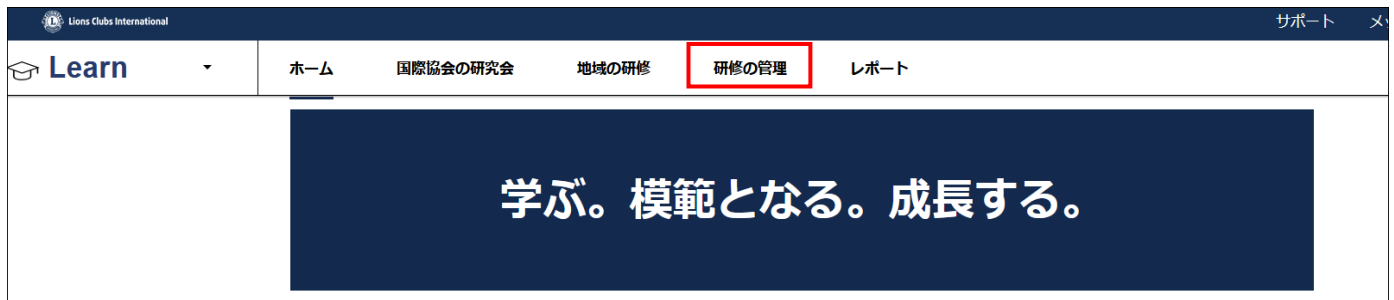 Lions Clubs International
サポート
Learn
ホーム 国際協会の研究会 地域の研修 研修の管理 レポート
学ぶ。模範となる。成長する。